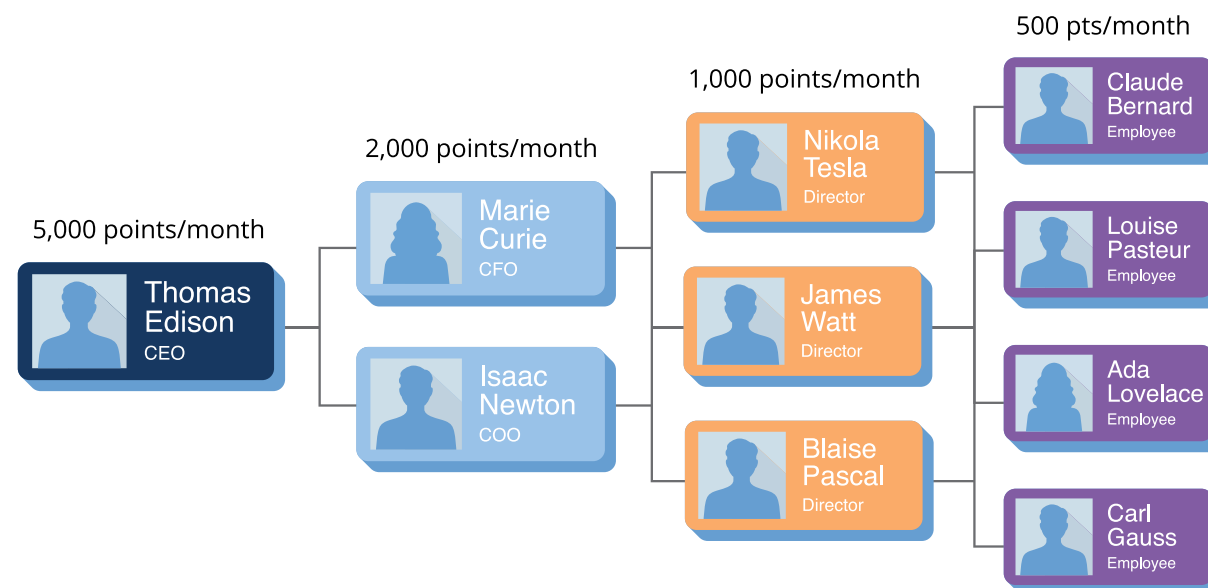 5,000 points/month
Thomas
Edison
CEO
2,000 points/month
Marie
Curie
CFO
Isaac
Newton
COO
1,000 points/month
Nikola
Tesla
Director
James
Watt
Director
Blaise
Pascal
Director
500 pts/month
Claude
Bernard
Employee
Louise
Pasteur
Employee
Ada
Lovelace
Employee
Carl
Gauss
Employee